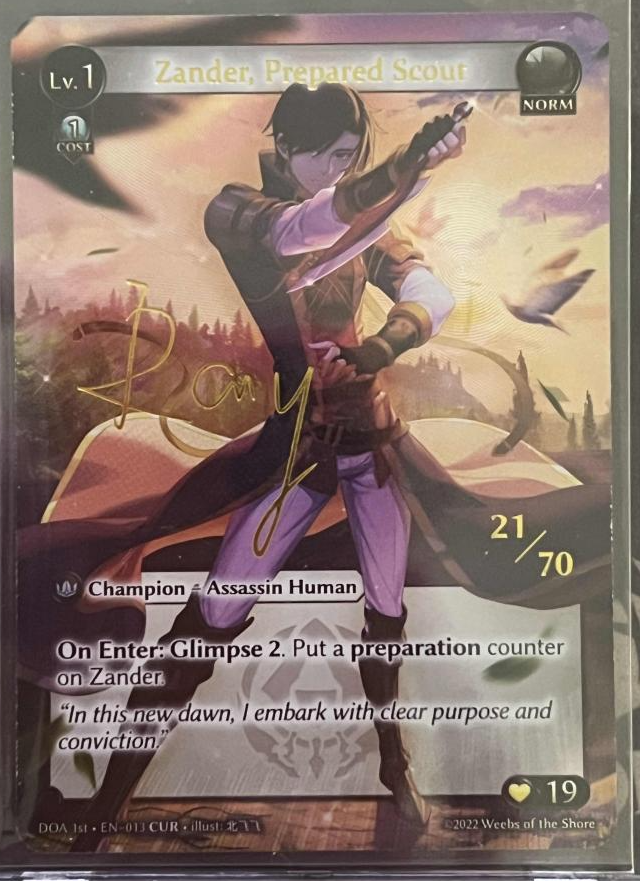 Lv. 1
Zander, Prepared Scout
NORM
1
COST
Ray
21/70
Champion - Assassin Human
On Enter: Glimpse 2. Put a preparation counter
on Zander.
“In this new dawn, I embark with clear purpose and
conviction.”
19
DOA 1st • EN-013 CUR • illust: 北
©2022 Weebs of the Shore